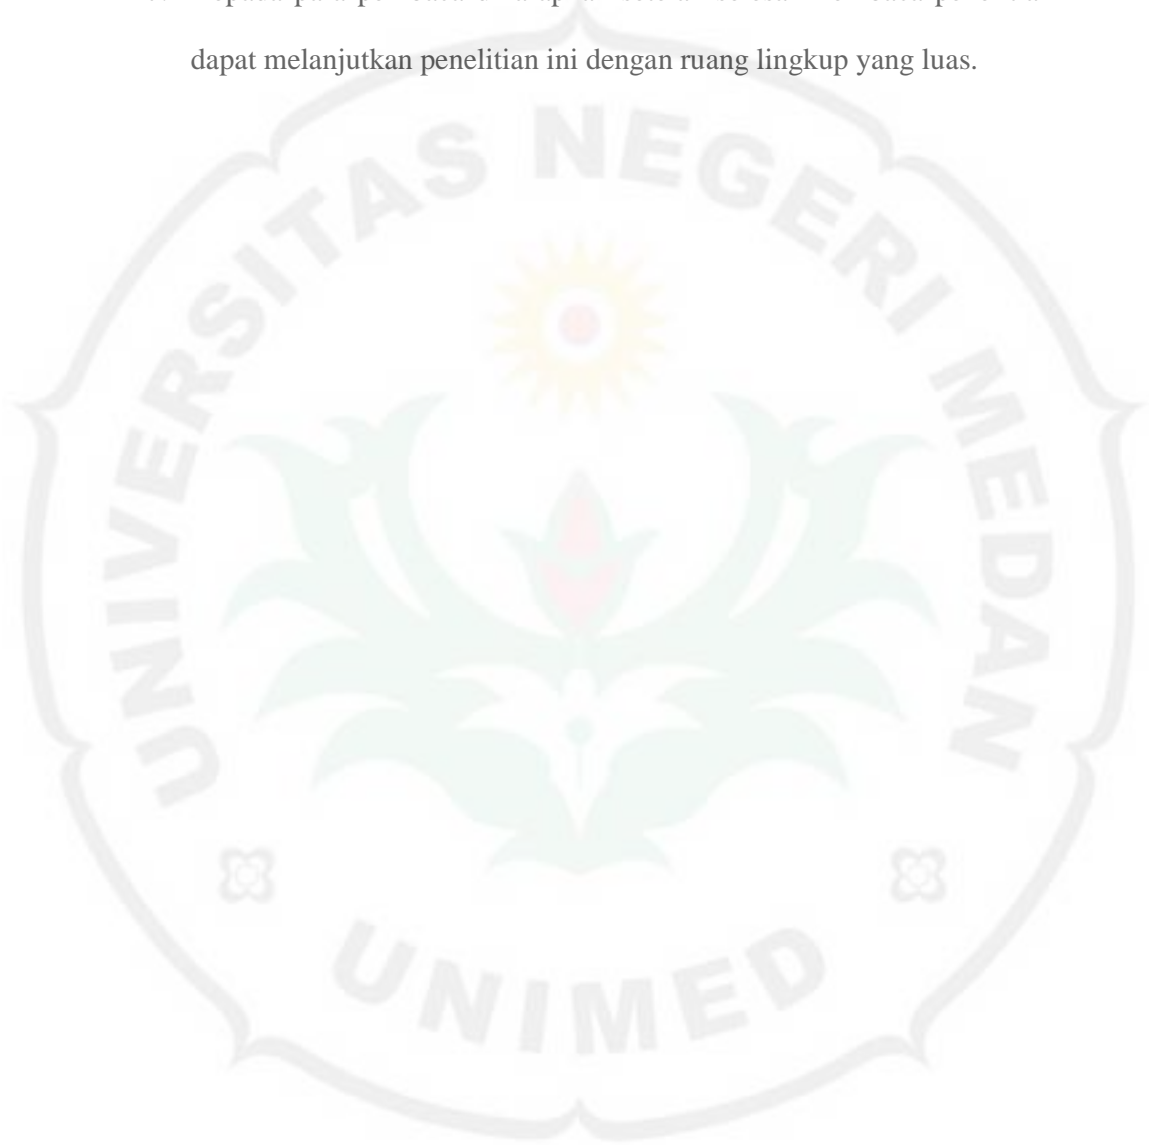 dapat melanjutkan penelitian ini dengan ruang lingkup yang luas.
UNIVERSITAS NEGERI MEDAN
UNIMED